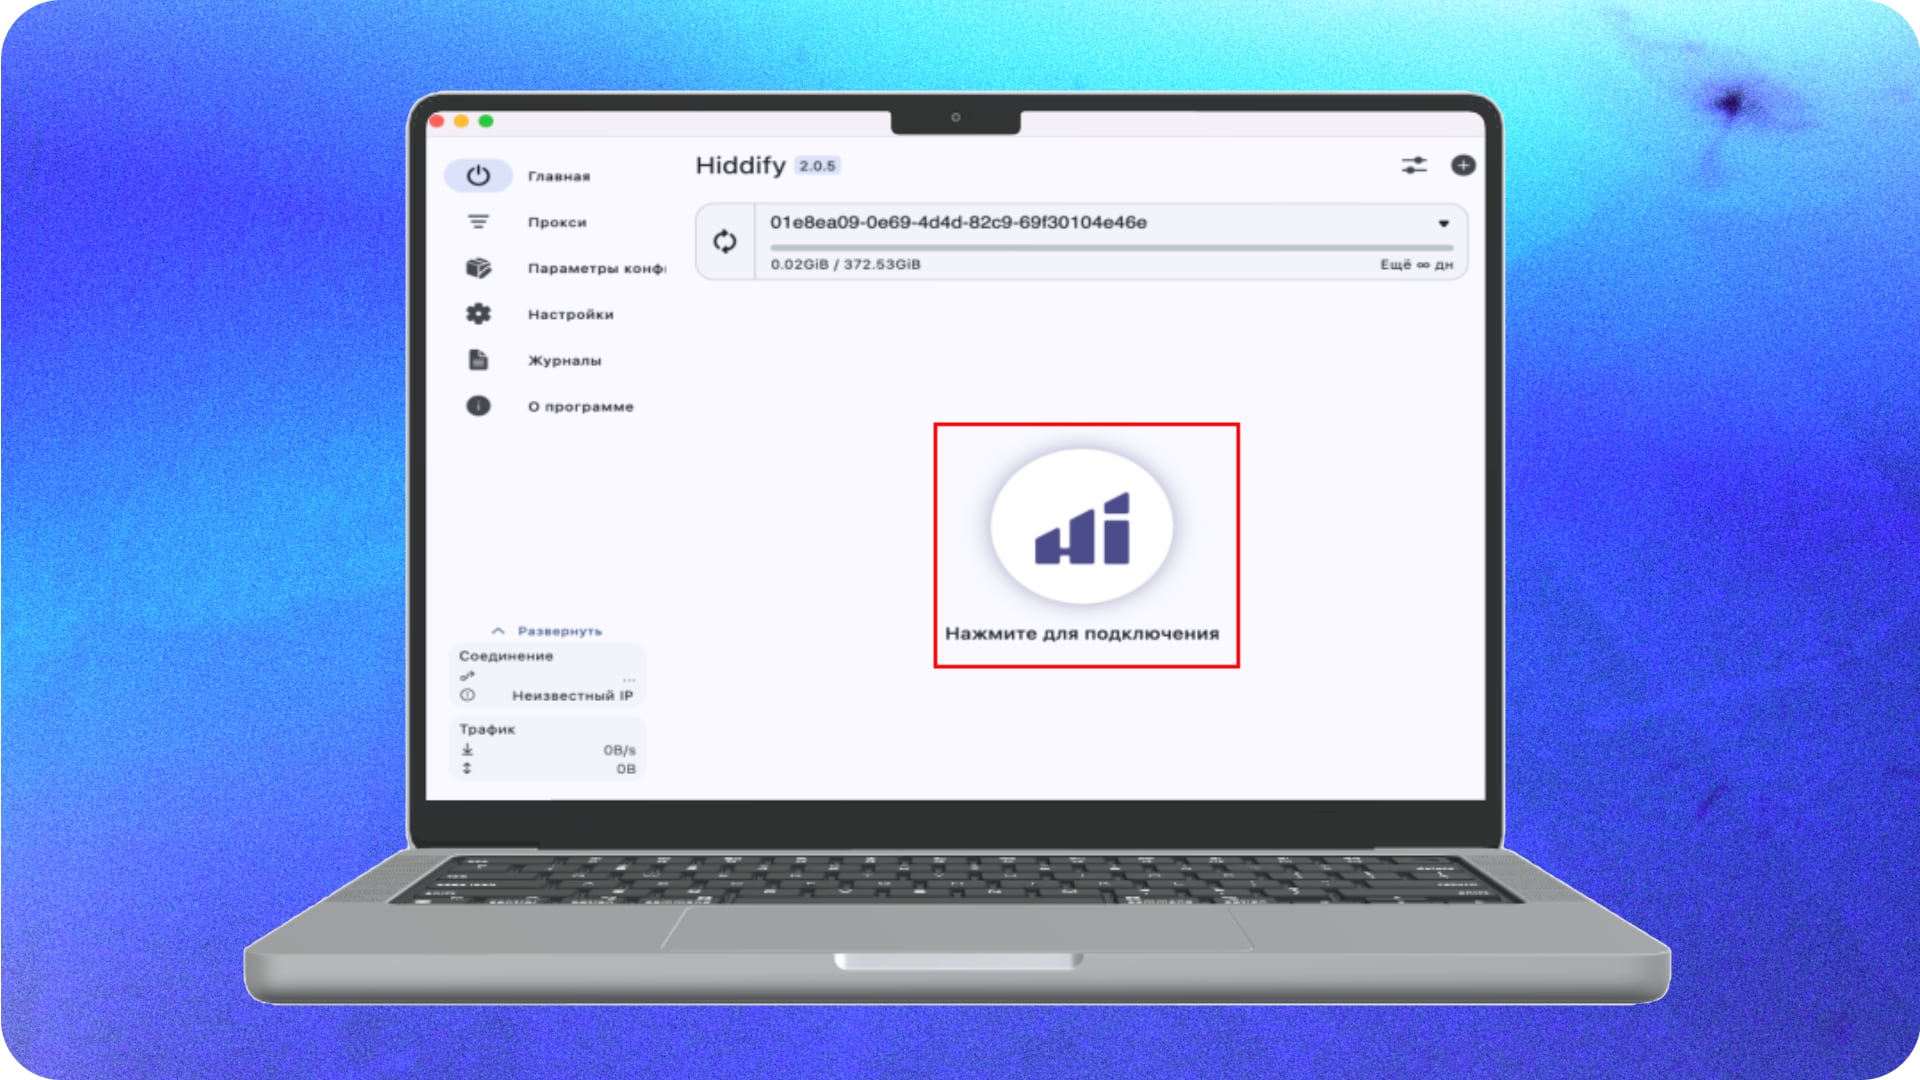 Hiddify 2.0.5
Главная
Прокси
Параметры конфи
Настройки
Журналы
О программе
01e8ea09-0e69-4d4d-82c9-69f30104e46e
0.02GiB / 372.53GiB
Ещё ∞ дн
Нажмите для подключения
Развернуть
Соединение
...
Неизвестный IP
Трафик
0B/s
0B